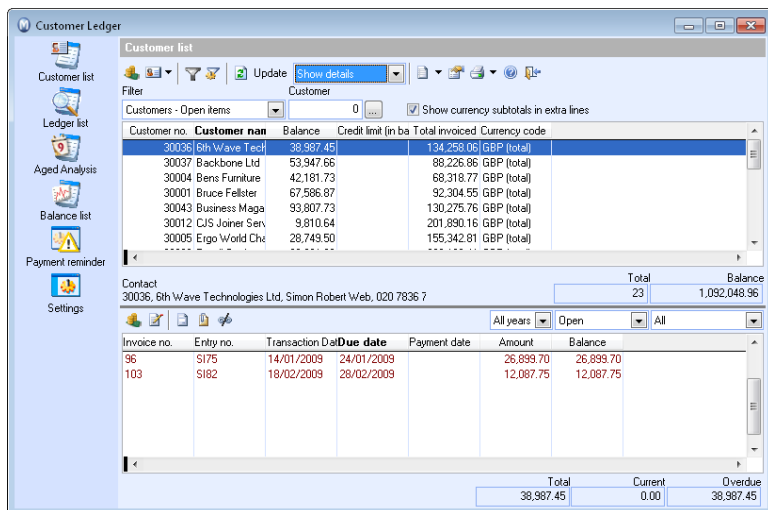 Customer Ledger
Customer list
Ledger list
Aged Analysis
Balance list
Payment reminder
Settings
Customer list
Update Show details
Filter Customer
Customers - Open items 0 ... Show currency subtotals in extra lines
Customer no. Customer nan Balance Credit limit (in ba Total invoiced Currency code
30036 6th Wave Tech 38,987.45 134,258.06 GBP (total)
30037 Backbone Ltd 53,947.66 88,226.86 GBP (total)
30004 Bens Furniture 42,181.73 68,318.77 GBP (total)
30001 Bruce Fellster 67,586.87 92,304.55 GBP (total)
30043 Business Maga 93,807.73 130,275.76 GBP (total)
30012 CJS Joiner Serv 9,810.64 201,890.16 GBP (total)
30005 Ergo World Cha 28,749.50 155,342.81 GBP (total)
Contact Total Balance
30036, 6th Wave Technologies Ltd, Simon Robert Web, 020 7836 7 23 1,092,048.96
All years Open All
Invoice no. Entry no. Transaction Dat Due date Payment date Amount Balance
96 SI75 14/01/2009 24/01/2009 26,899.70 26,899.70
103 SI82 18/02/2009 28/02/2009 12,087.75 12,087.75
Total Current Overdue
38,987.45 0.00 38,987.45